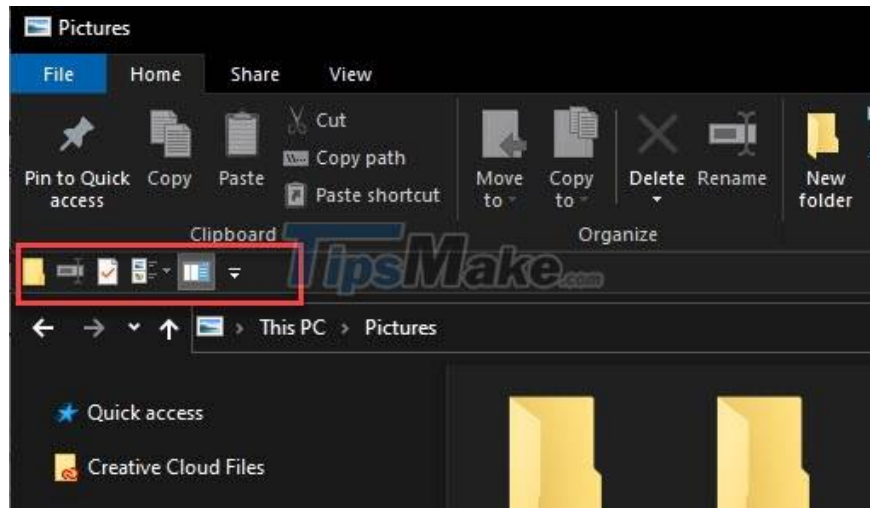 Pictures
File Home Share View
Pin to Quick access
Copy
Paste
Cut
Copy path
Paste shortcut
Clipboard
Move to
Copy to
Delete
Rename
New folder
Organize
TipsMake.com
This PC > Pictures
Quick access
Creative Cloud Files